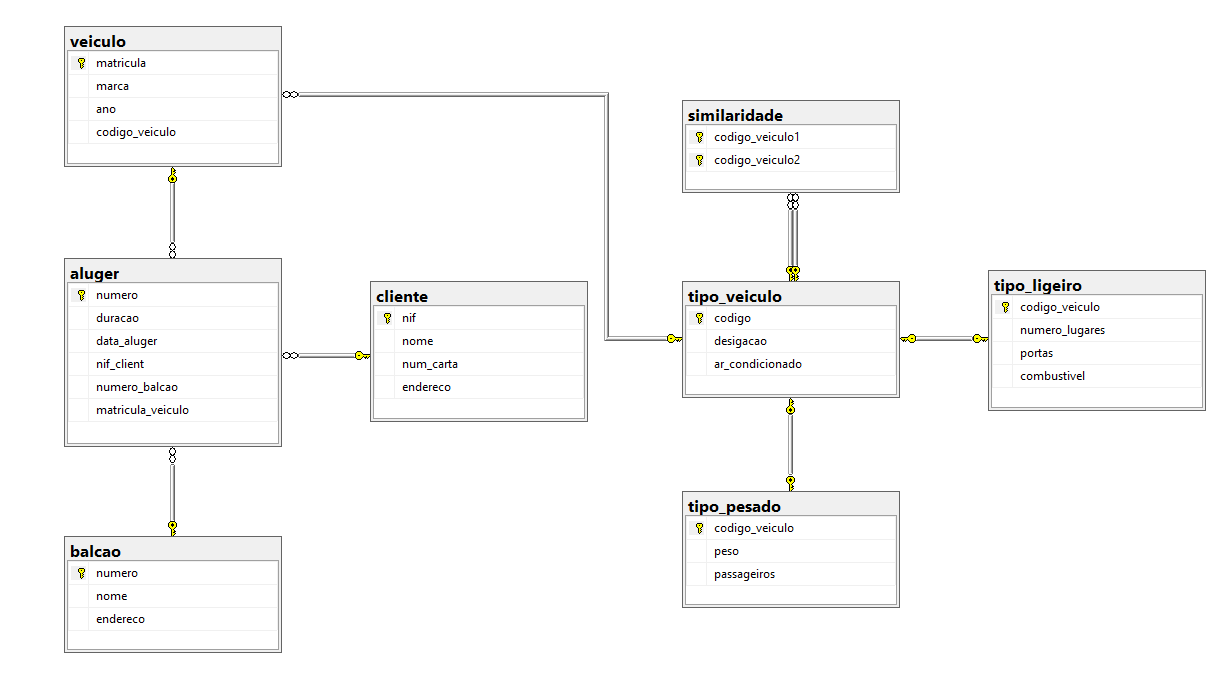 veiculo
matricula
marca
ano
codigo_veiculo
similaridade
codigo_veiculo1
codigo_veiculo2
aluger
numero
duracao
data_aluger
nif_client
numero_balcao
matricula_veiculo
cliente
nif
nome
num_carta
endereco
tipo_veiculo
codigo
desigacao
ar_condicionado
tipo_ligeiro
codigo_veiculo
numero_lugares
portas
combustivel
balcao
numero
nome
endereco
tipo_pesado
codigo_veiculo
peso
passageiros